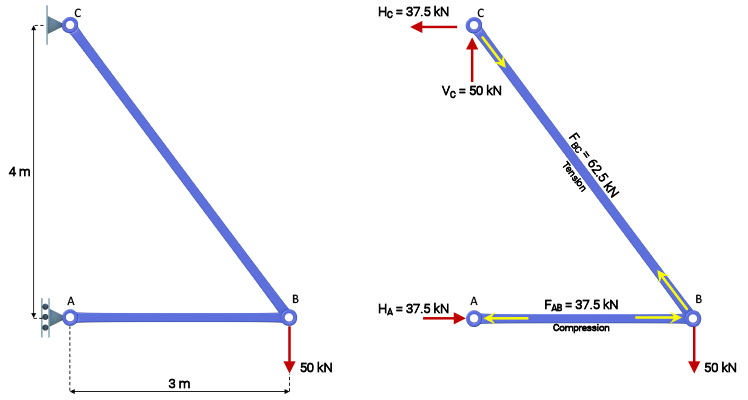 C
4 m
A
B
50 kN
3 m
H_C = 37.5 kN
C
V_C = 50 kN
F_BC = 62.5 kN
Tension
H_A = 37.5 kN
A
F_AB = 37.5 kN
Compression
B
50 kN